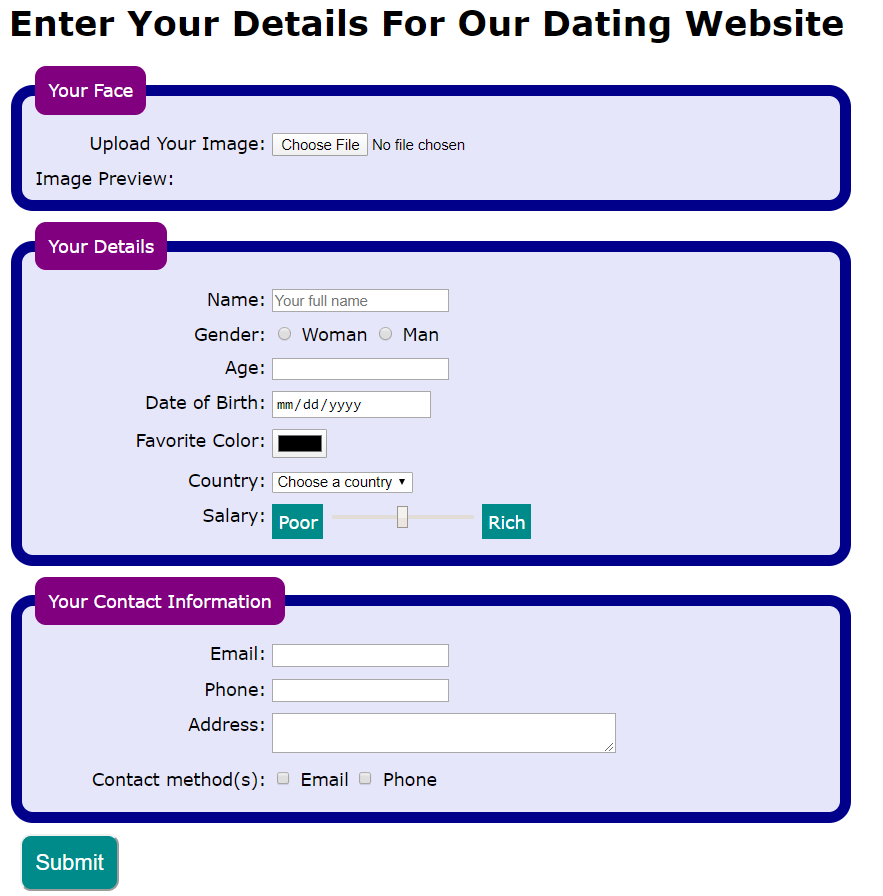 Enter Your Details For Our Dating Website
Your Face
Upload Your Image: Choose File No file chosen
Image Preview:
Your Details
Name: Your full name
Gender: Woman Man
Age:
Date of Birth: mm/dd/yyyy
Favorite Color:
Country: Choose a country
Salary: Poor Rich
Your Contact Information
Email:
Phone:
Address:
Contact method(s): Email Phone
Submit